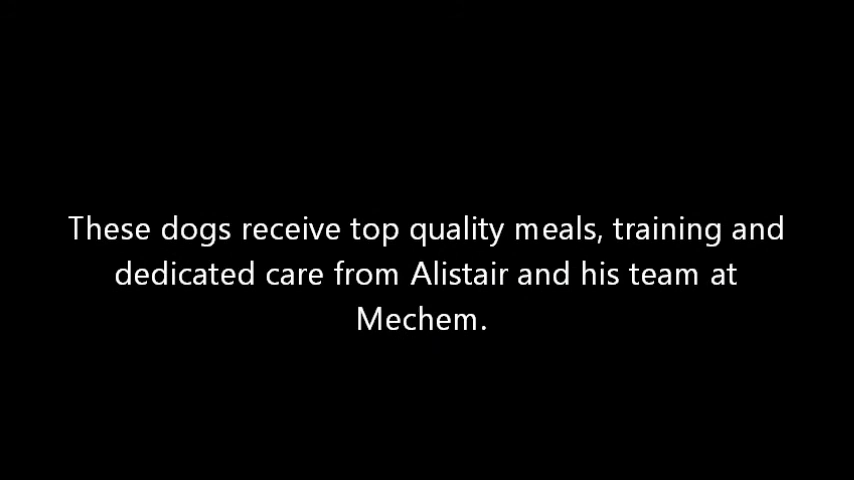 These dogs receive top quality meals, training and
dedicated care from Alistair and his team at
Mechem.